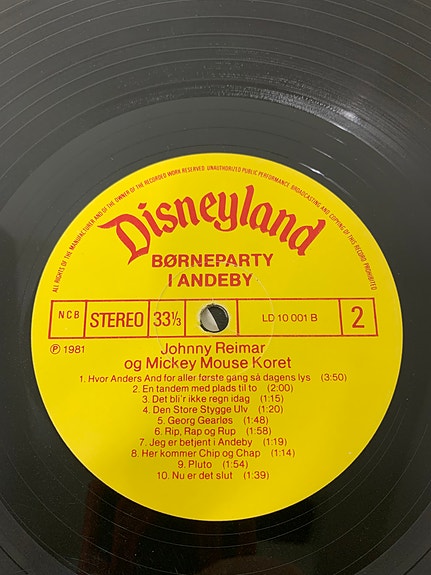 ALL RIGHTS OF THE MANUFACTURER AND OF THE OWNER OF THE RECORDED WORK RESERVED UNAUTHORIZED PUBLIC PERFORMANCE BROADCASTING AND COPYING OF THIS RECORD PROHIBITED
Disneyland
BØRNEPARTY
I ANDEBY
NCB STEREO 33⅓ LD 10 001 B 2
Ⓟ 1981
Johnny Reimar
og Mickey Mouse Koret
1. Hvor Anders And for aller første gang så dagens lys (3:50)
2. En tandem med plads til to (2:00)
3. Det bli'r ikke regn idag (1:15)
4. Den Store Stygge Ulv (1:20)
5. Georg Gearløs (1:48)
6. Rip, Rap og Rup (1:58)
7. Jeg er betjent i Andeby (1:19)
8. Her kommer Chip og Chap (1:14)
9. Pluto (1:54)
10. Nu er det slut (1:39)